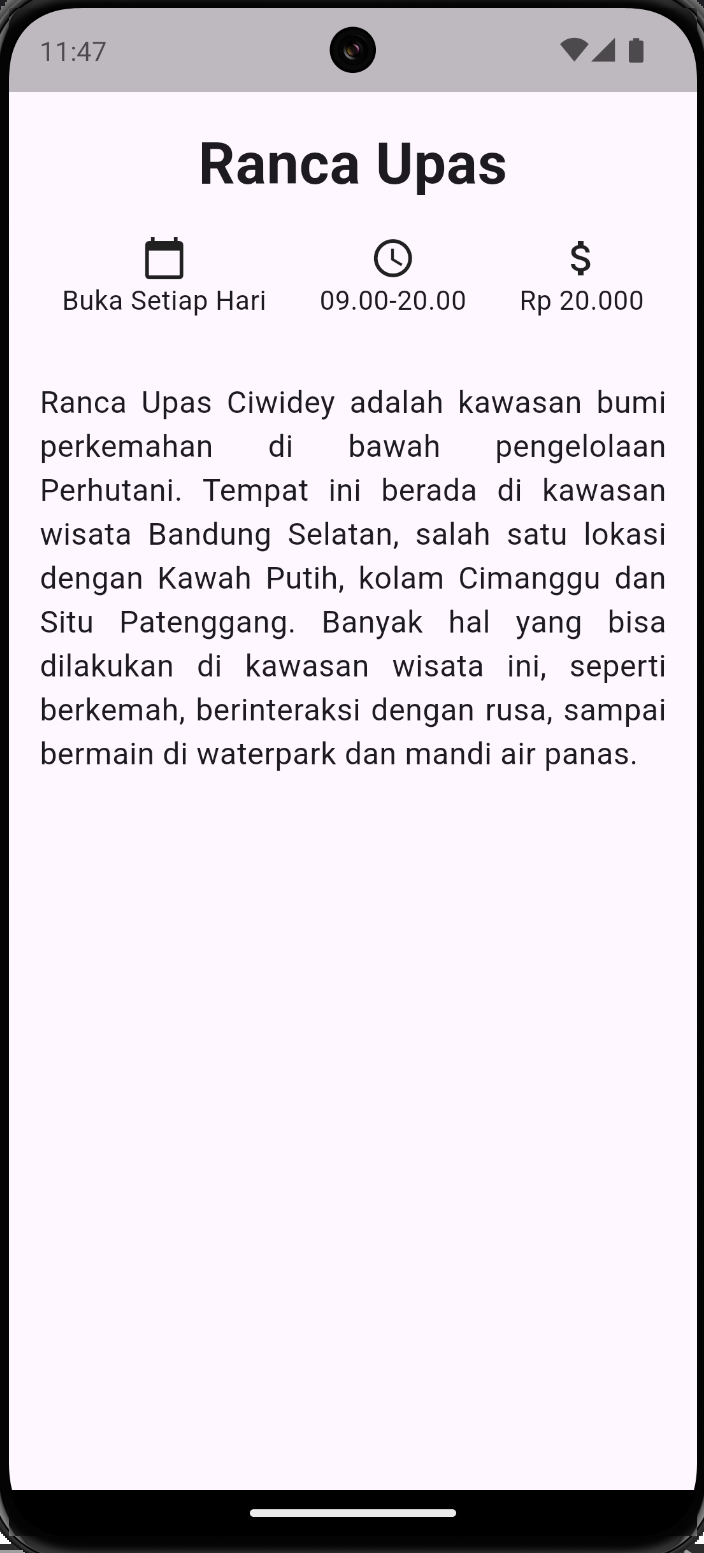 11:47
Ranca Upas
Buka Setiap Hari 09.00-20.00 Rp 20.000
Ranca Upas Ciwidey adalah kawasan bumi
perkemahan di bawah pengelolaan
Perhutani. Tempat ini berada di kawasan
wisata Bandung Selatan, salah satu lokasi
dengan Kawah Putih, kolam Cimanggu dan
Situ Patenggang. Banyak hal yang bisa
dilakukan di kawasan wisata ini, seperti
berkemah, berinteraksi dengan rusa, sampai
bermain di waterpark dan mandi air panas.